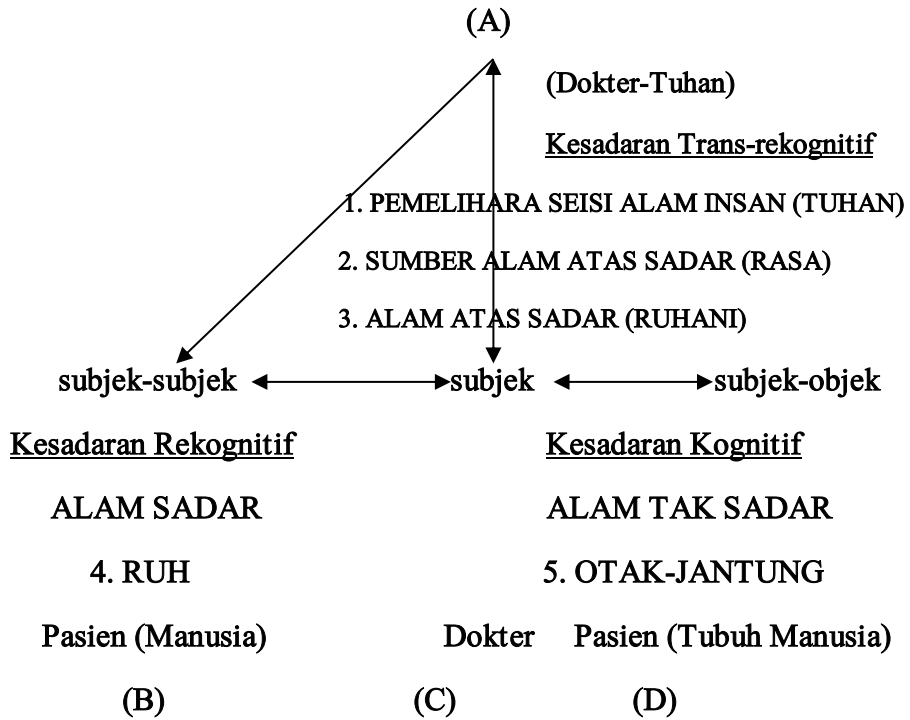 (A)
(Dokter-Tuhan)
Kesadaran Trans-rekognitif
1. PEMELIHARA SEISI ALAM INSAN (TUHAN)
2. SUMBER ALAM ATAS SADAR (RASA)
3. ALAM ATAS SADAR (RUHANI)
subjek-subjek subjek subjek-objek
Kesadaran Rekognitif Kesadaran Kognitif
ALAM SADAR ALAM TAK SADAR
4. RUH 5. OTAK-JANTUNG
Pasien (Manusia) Dokter Pasien (Tubuh Manusia)
(B) (C) (D)